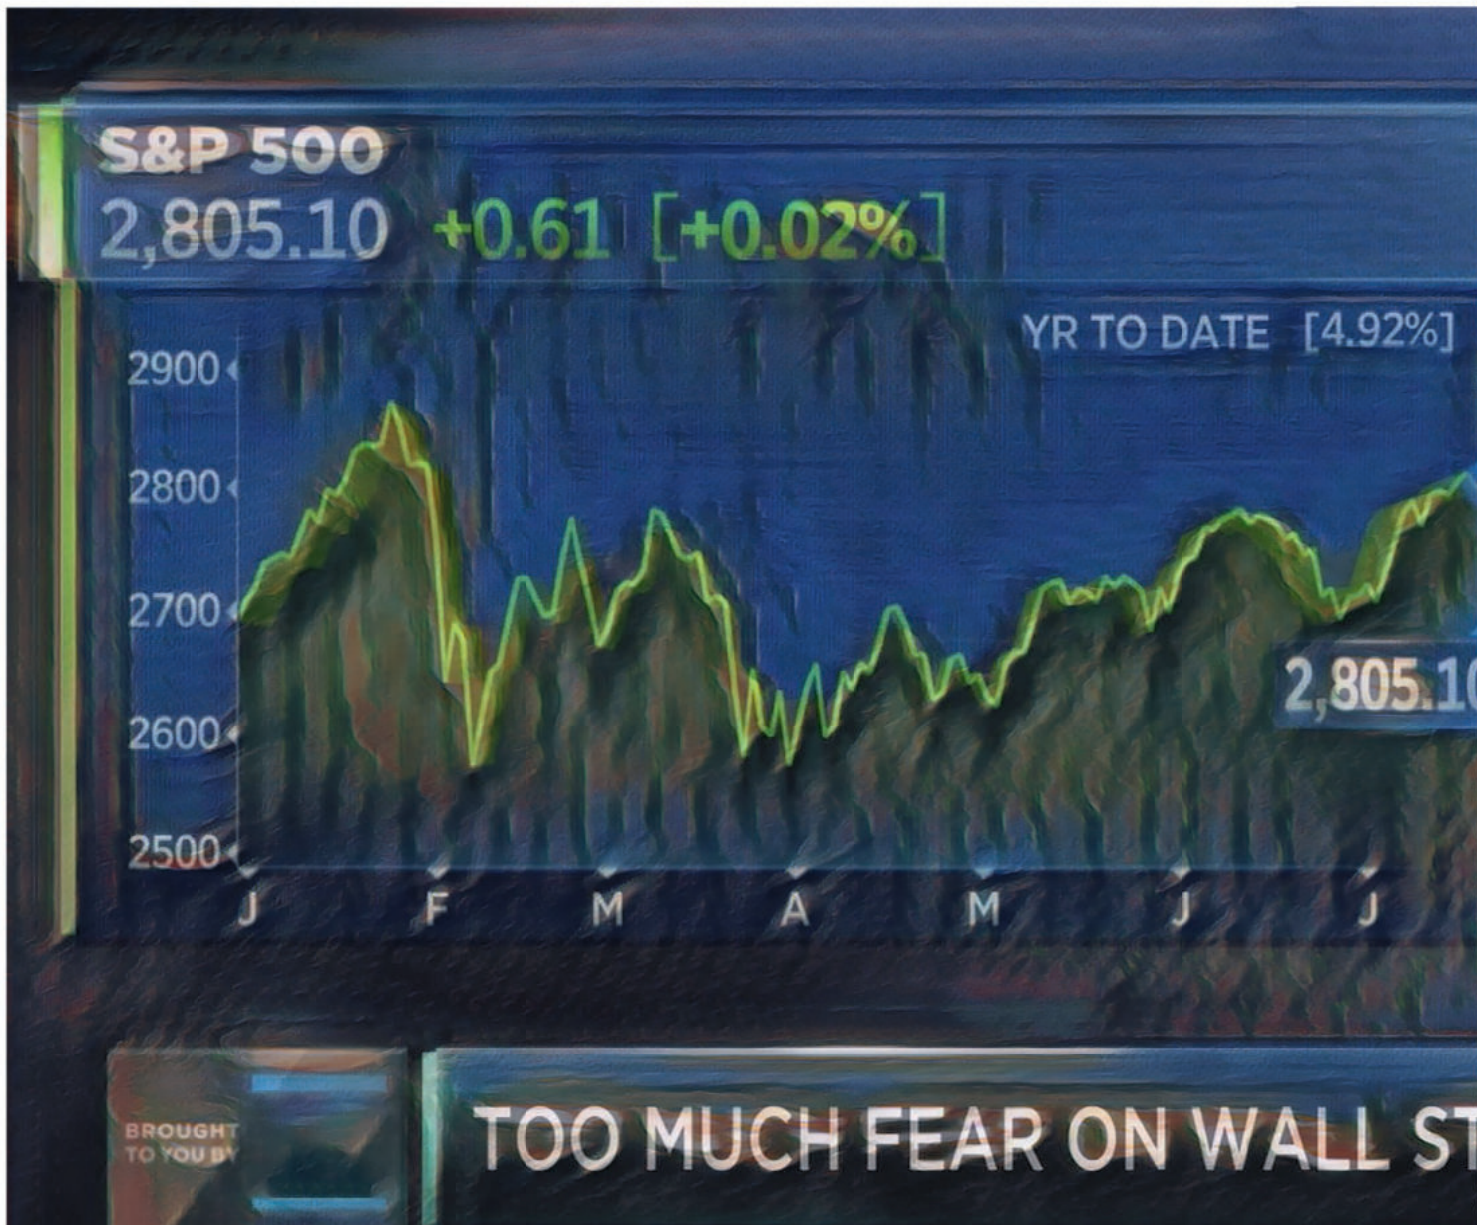 S&P 500
2,805.10 +0.61 [+0.02%]
YR TO DATE [4.92%]
2900
2800
2700
2600
2500
2,805.10
J F M A M J J
BROUGHT
TO YOU BY
TOO MUCH FEAR ON WALL ST